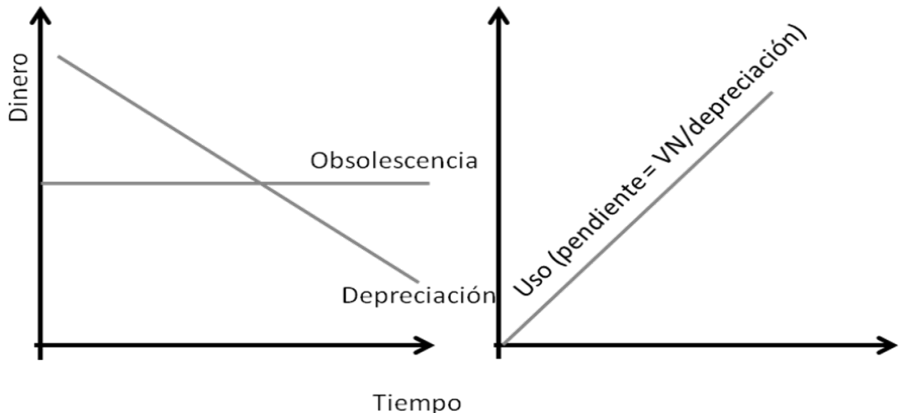 Dinero
Obsolescencia
Depreciación
Uso (pendiente = VN/depreciación)
Tiempo